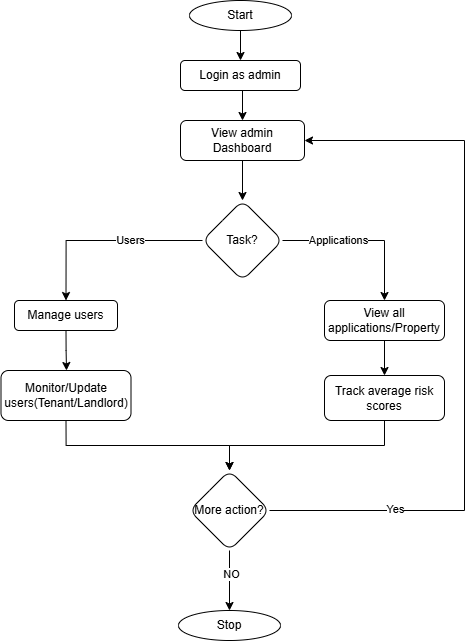 Start
Login as admin
View admin
Dashboard
Task?
Users
Applications
Manage users
View all
applications/Property
Monitor/Update
users(Tenant/Landlord)
Track average risk
scores
More action?
Yes
NO
Stop